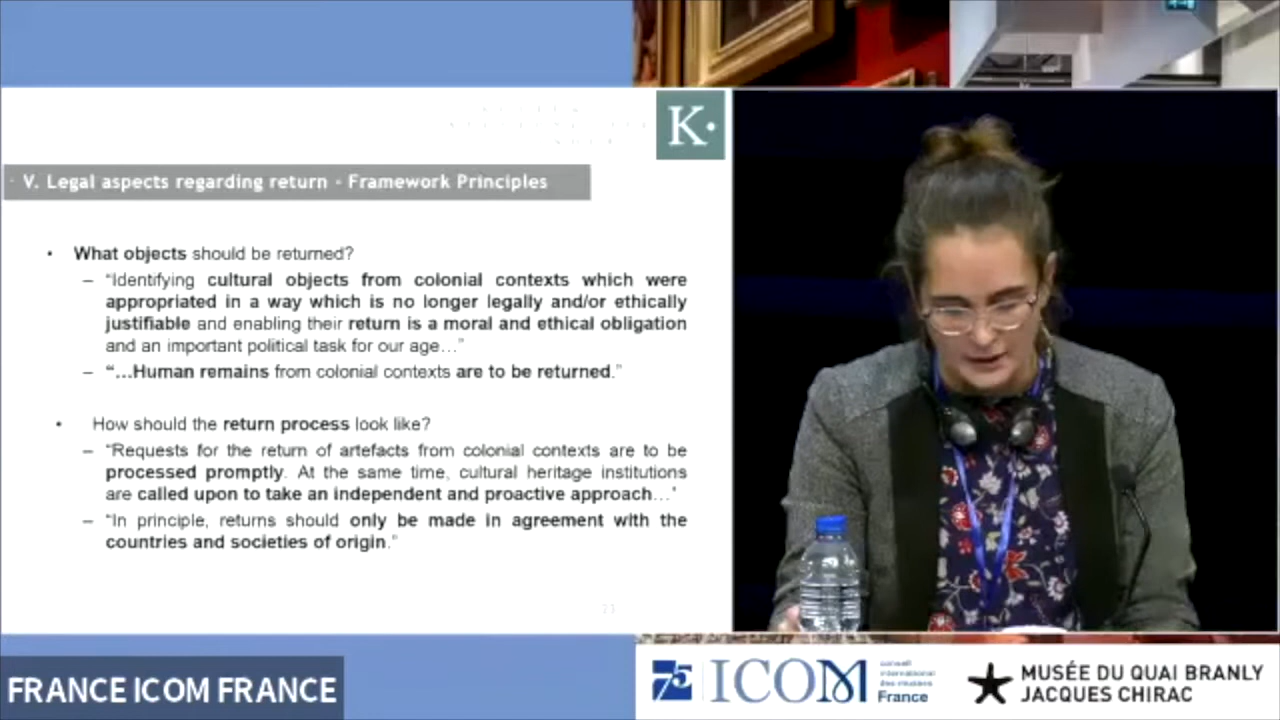 K.
V. Legal aspects regarding return - Framework Principles
• What objects should be returned?
– “Identifying cultural objects from colonial contexts which were
appropriated in a way which is no longer legally and/or ethically
justifiable and enabling their return is a moral and ethical obligation
and an important political task for our age…”
– “…Human remains from colonial contexts are to be returned.”
• How should the return process look like?
– “Requests for the return of artefacts from colonial contexts are to be
processed promptly. At the same time, cultural heritage institutions
are called upon to take an independent and proactive approach…”
– “In principle, returns should only be made in agreement with the
countries and societies of origin.”
FRANCE ICOM FRANCE
75 ICOM
conseil
international
des musées
France
MUSÉE DU QUAI BRANLY
JACQUES CHIRAC